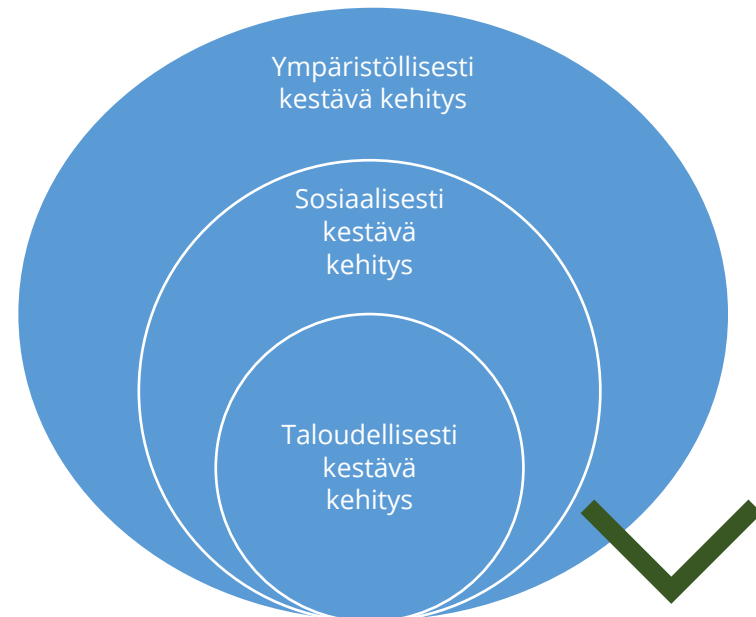 Ympäristöllisesti
kestävä kehitys
Sosiaalisesti
kestävä
kehitys
Taloudellisesti
kestävä
kehitys